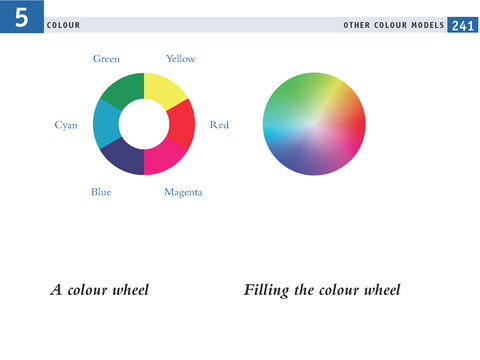 5
COLOUR
OTHER COLOUR MODELS 241
Green Yellow
Cyan Red
Blue Magenta
A colour wheel
Filling the colour wheel